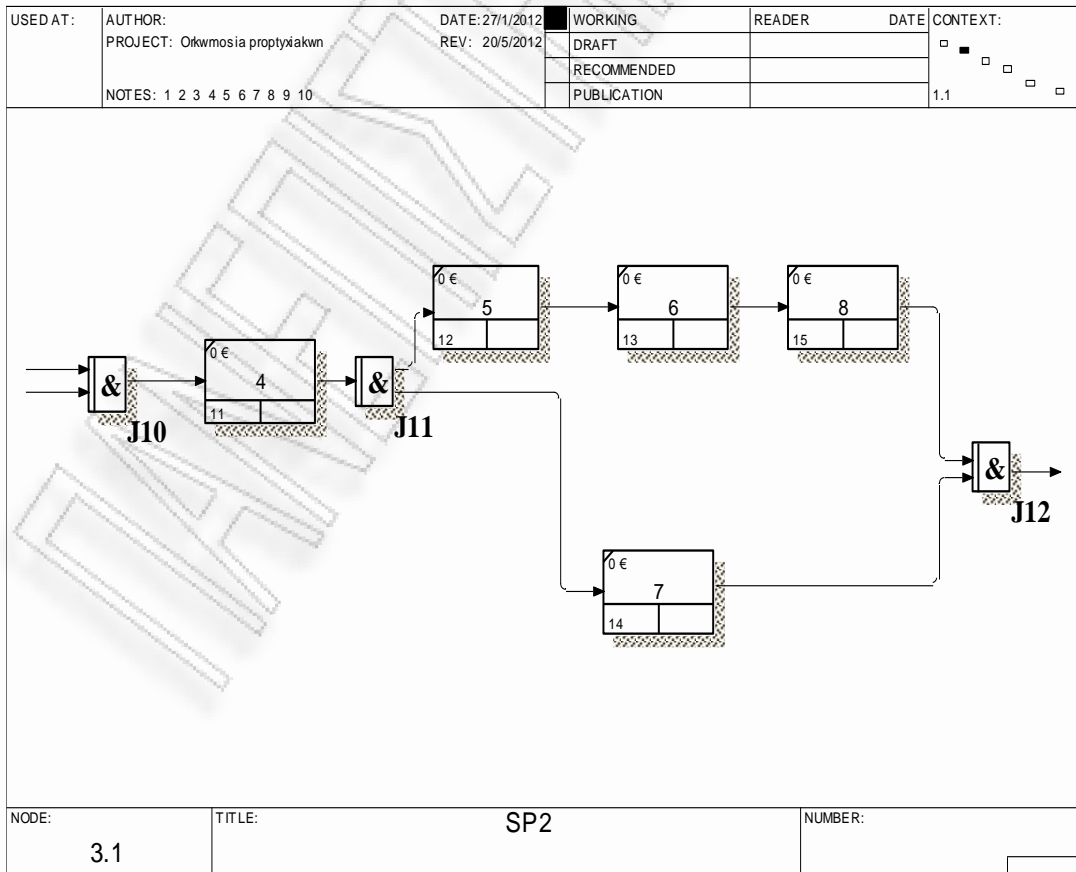 USED AT:
AUTHOR:
DATE: 27/1/2012
WORKING
READER
DATE
CONTEXT:
PROJECT: Orkwmosia proptyxiakwn
REV: 20/5/2012
DRAFT
RECOMMENDED
NOTES: 1 2 3 4 5 6 7 8 9 10
PUBLICATION
1.1
0 €
5
12
0 €
6
13
0 €
8
15
&
J10
0 €
4
11
&
J11
&
J12
0 €
7
14
NODE:
3.1
TITLE:
SP2
NUMBER: